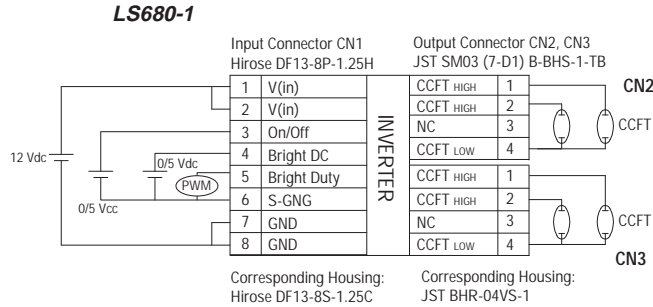 LS680-1
Input Connector CN1
Hirose DF13-8P-1.25H
Output Connector CN2, CN3
JST SM03 (7-D1) B-BHS-1-TB
1 V(in)
2 V(in)
3 On/Off
4 Bright DC
5 Bright Duty
6 S-GNG
7 GND
8 GND
12 Vdc
0/5 Vcc
0/5 Vdc
PWM
INVERTER
CCFT HIGH 1
CCFT HIGH 2
NC 3
CCFT LOW 4
CN2
CCFT
CCFT HIGH 1
CCFT HIGH 2
NC 3
CCFT LOW 4
CCFT
CN3
Corresponding Housing:
Hirose DF13-8S-1.25C
Corresponding Housing:
JST BHR-04VS-1